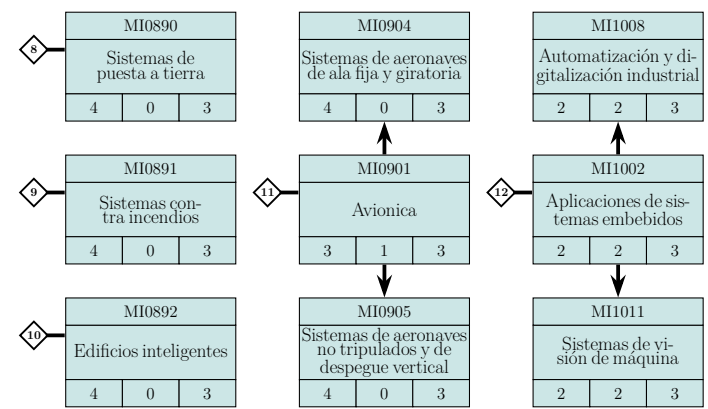 8
MI0890
Sistemas de
puesta a tierra
4 0 3
MI0904
Sistemas de aeronaves
de ala fija y giratoria
4 0 3
MI1008
Automatización y di-
gitalización industrial
2 2 3
9
MI0891
Sistemas con-
tra incendios
4 0 3
11
MI0901
Avionica
3 1 3
12
MI1002
Aplicaciones de sis-
temas embebidos
2 2 3
10
MI0892
Edificios inteligentes
4 0 3
MI0905
Sistemas de aeronaves
no tripulados y de
despegue vertical
4 0 3
MI1011
Sistemas de vi-
sión de máquina
2 2 3